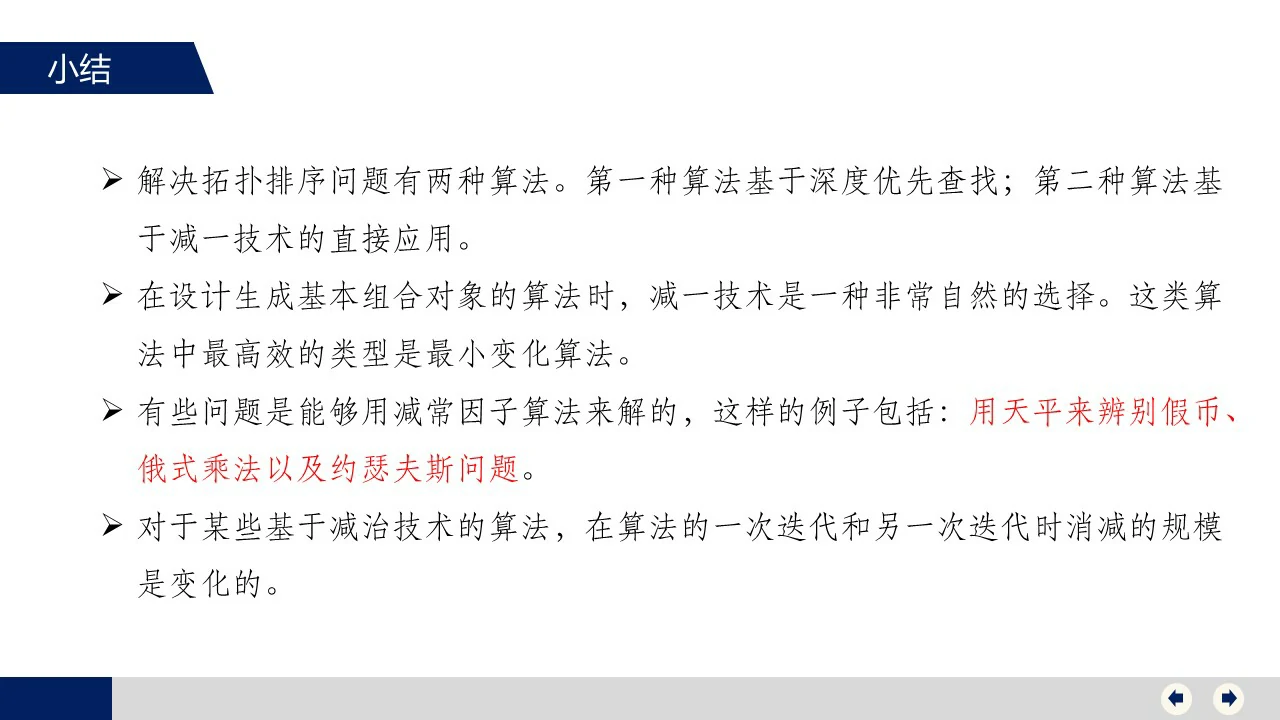 小结
解决拓扑排序问题有两种算法。第一种算法基于深度优先查找；第二种算法基
于减一技术的直接应用。
在设计生成基本组合对象的算法时，减一技术是一种非常自然的选择。这类算
法中最高效的类型是最小变化算法。
有些问题是能够用减常因子算法来解的，这样的例子包括：用天平来辨别假币、
俄式乘法以及约瑟夫斯问题。
对于某些基于减治技术的算法，在算法的一次迭代和另一次迭代时消减的规模
是变化的。